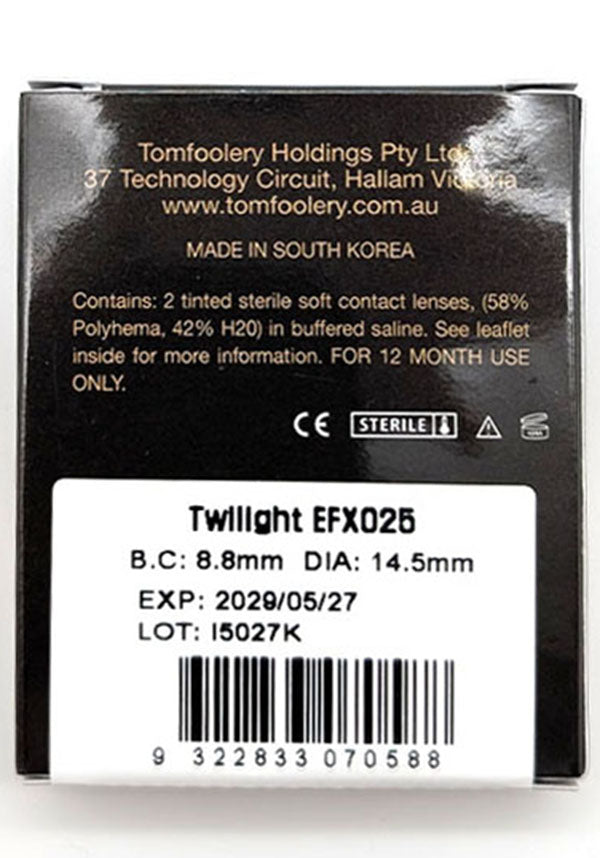 Tomfoolery Holdings Pty Ltd
37 Technology Circuit, Hallam Victoria
www.tomfoolery.com.au
MADE IN SOUTH KOREA
Contains: 2 tinted sterile soft contact lenses, (58%
Polyhema, 42% H20) in buffered saline. See leaflet
inside for more information. FOR 12 MONTH USE
ONLY.
CE STERILE
Twilight EFX025
B.C: 8.8mm DIA: 14.5mm
EXP: 2029/05/27
LOT: I5027K
9 322833 070588